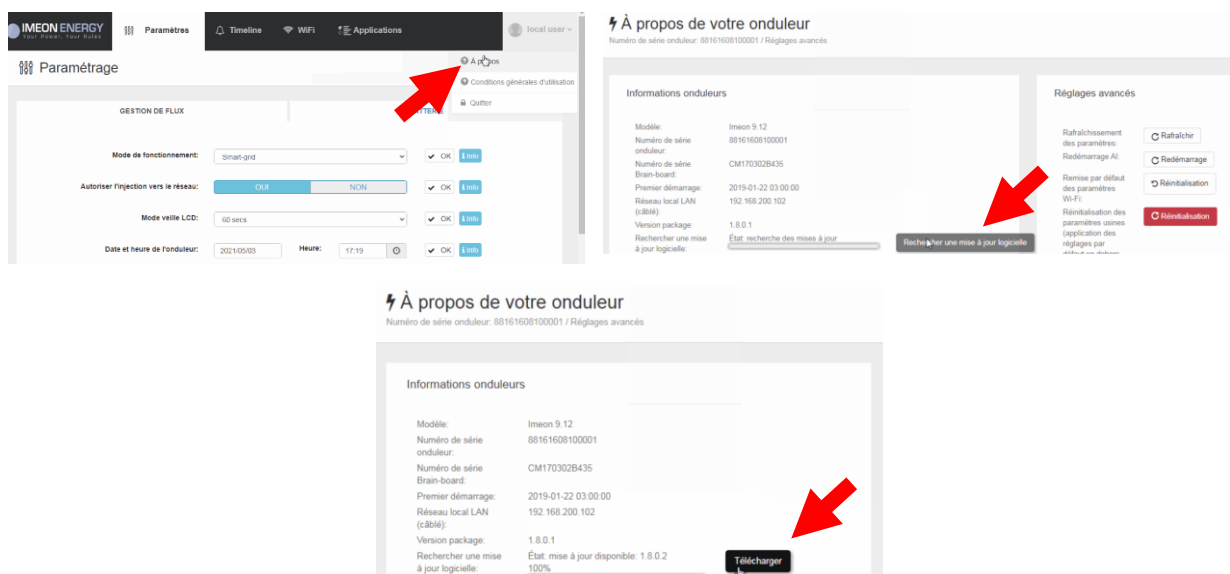 IMEON ENERGY
Your Power, Your Rules
Paramètres
Timeline
WiFi
Applications
local user
À propos
Conditions générales d'utilisation
Quitter
Paramétrage
GESTION DE FLUX
Mode de fonctionnement:
Smart-grid
OK
Info
Autoriser l'injection vers le réseau:
OUI
NON
OK
Info
Mode veille LCD:
60 secs
OK
Info
Date et heure de l'onduleur:
2021/05/03
Heure:
17:19
OK
Info
À propos de votre onduleur
Numéro de série onduleur: 88161608100001 / Réglages avancés
Informations onduleurs
Modèle:
Imeon 9.12
Numéro de série
onduleur:
88161608100001
Numéro de série
Brain-board:
CM170302B435
Premier démarrage:
2019-01-22 03:00:00
Réseau local LAN
(câblé):
192.168.200.102
Version package:
1.8.0.1
Rechercher une mise
à jour logicielle:
État: recherche des mises à jour
Rechercher une mise à jour logicielle
Réglages avancés
Rafraîchissement
des paramètres:
Rafraîchir
Redémarrage AI:
Redémarrage
Remise par défaut
des paramètres
Wi-Fi:
Réinitialisation
Réinitialisation des
paramètres usines
(application des
réglages par
Réinitialisation
À propos de votre onduleur
Numéro de série onduleur: 88161608100001 / Réglages avancés
Informations onduleurs
Modèle:
Imeon 9.12
Numéro de série
onduleur:
88161608100001
Numéro de série
Brain-board:
CM170302B435
Premier démarrage:
2019-01-22 03:00:00
Réseau local LAN
(câblé):
192.168.200.102
Version package:
1.8.0.1
Rechercher une mise
à jour logicielle:
État: mise à jour disponible: 1.8.0.2
100%
Télécharger